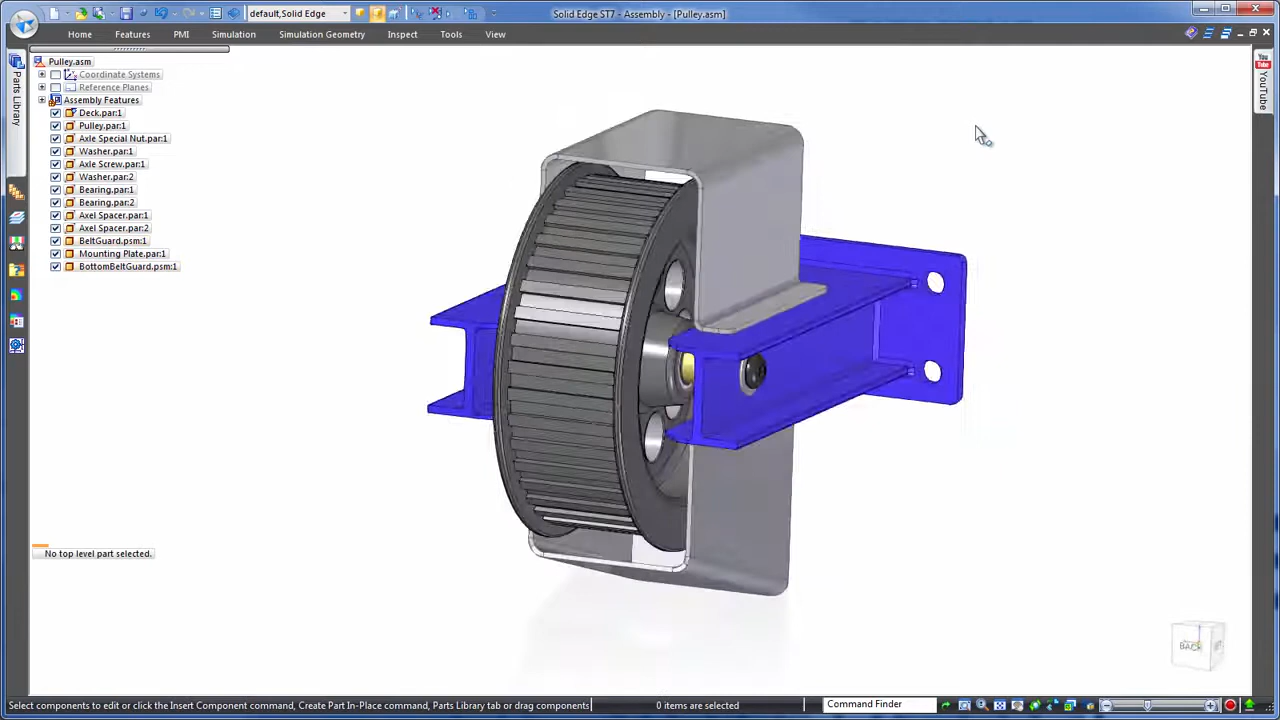 default,Solid Edge
Solid Edge ST7 - Assembly - [Pulley.asm]
Home Features PMI Simulation Simulation Geometry Inspect Tools View
Parts Library
YouTube
Pulley.asm
Coordinate Systems
Reference Planes
Assembly Features
Deck.par:1
Pulley.par:1
Axle Special Nut.par:1
Washer.par:1
Axle Screw.par:1
Washer.par:2
Bearing.par:1
Bearing.par:2
Axel Spacer.par:1
Axel Spacer.par:2
BeltGuard.psm:1
Mounting Plate.par:1
BottomBeltGuard.psm:1
No top level part selected.
BACK
Select components to edit or click the Insert Component command, Create Part In-Place command, Parts Library tab or drag components
0 items are selected
Command Finder